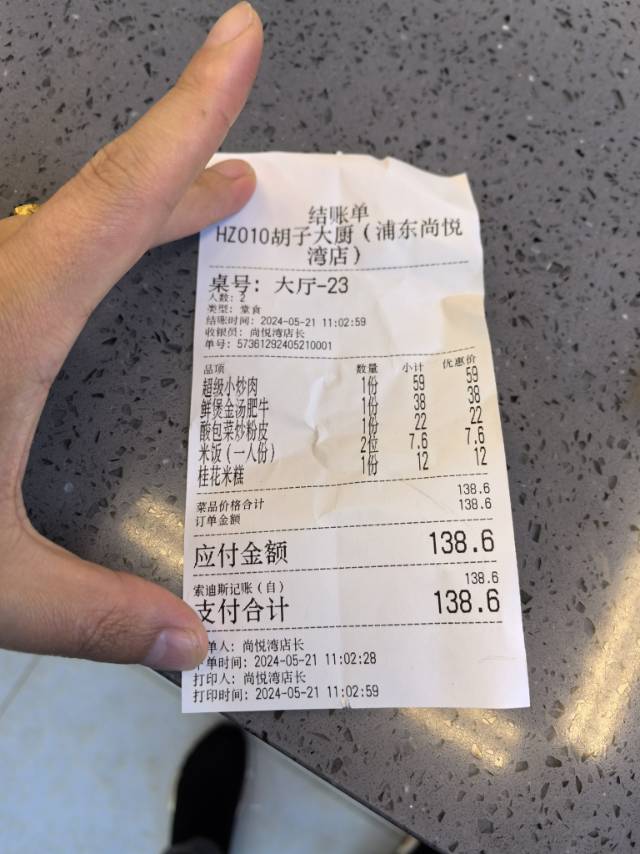 结账单
HZ010胡子大厨（浦东尚悦
湾店）
桌号：大厅-23
人数：2
类型：堂食
结账时间：2024-05-21 11:02:59
收银员：尚悦湾店长
单号：57361292405210001
品项 数量 小计 优惠价
超级小炒肉 1份 59 59
鲜煲金汤肥牛 1份 38 38
酸包菜炒粉皮 1份 22 22
米饭（一人份） 2位 7.6 7.6
桂花米糕 1份 12 12
菜品价格合计 138.6
订单金额 138.6
应付金额 138.6
索迪斯记账（自） 138.6
支付合计 138.6
单人：尚悦湾店长
单时间：2024-05-21 11:02:28
打印人：尚悦湾店长
打印时间：2024-05-21 11:02:59